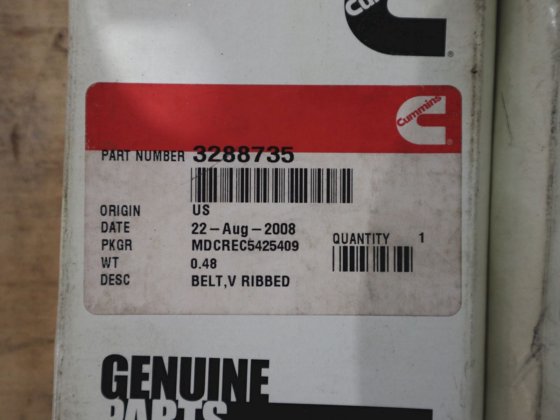 Cummins
PART NUMBER 3288735
ORIGIN US
DATE 22-Aug-2008
PKGR MDCREC5425409
QUANTITY 1
WT 0.48
DESC BELT,V RIBBED
GENUINE
PARTS